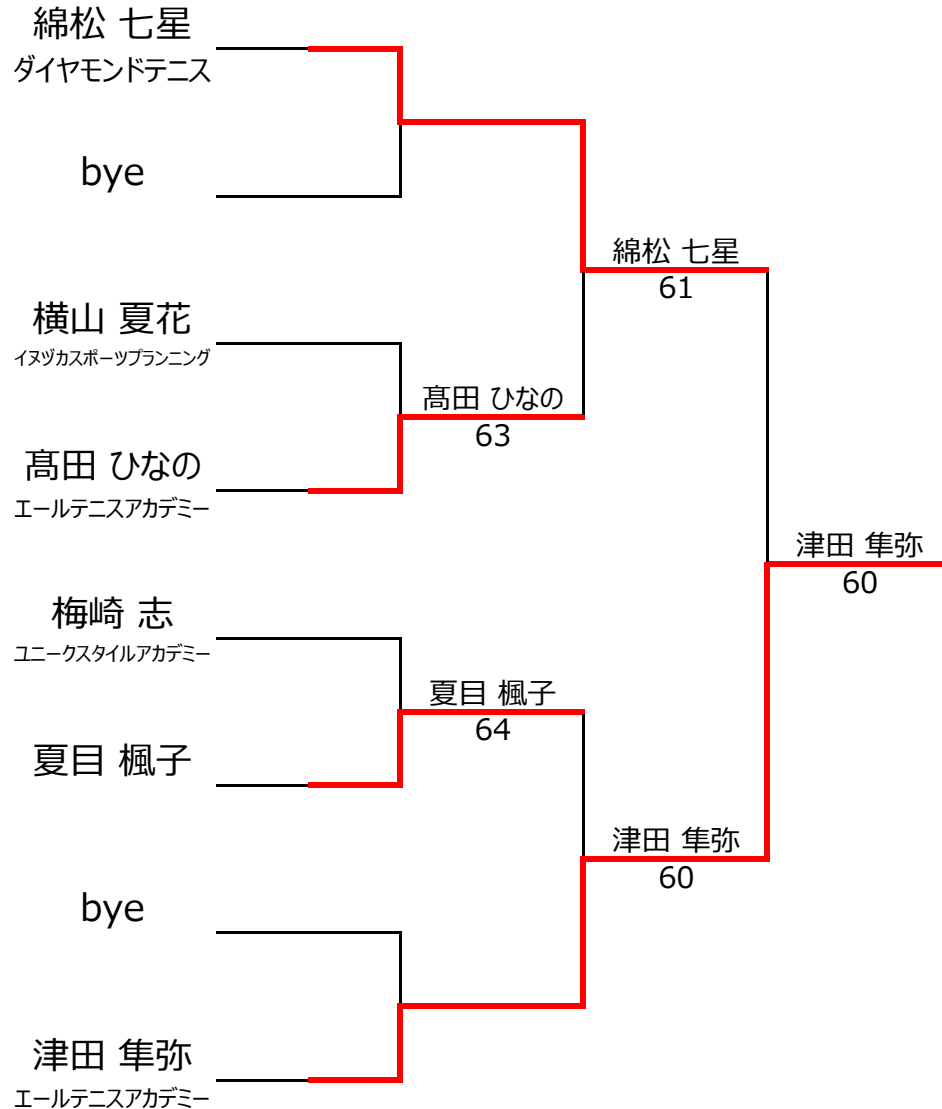 綿松 七星
ダイヤモンドテニス
bye
横山 夏花
イヌヅカスポーツプランニング
髙田 ひなの
エールテニスアカデミー
梅崎 志
ユニークスタイルアカデミー
夏目 楓子
bye
津田 隼弥
エールテニスアカデミー
髙田 ひなの
63
夏目 楓子
64
綿松 七星
61
津田 隼弥
60
津田 隼弥
60